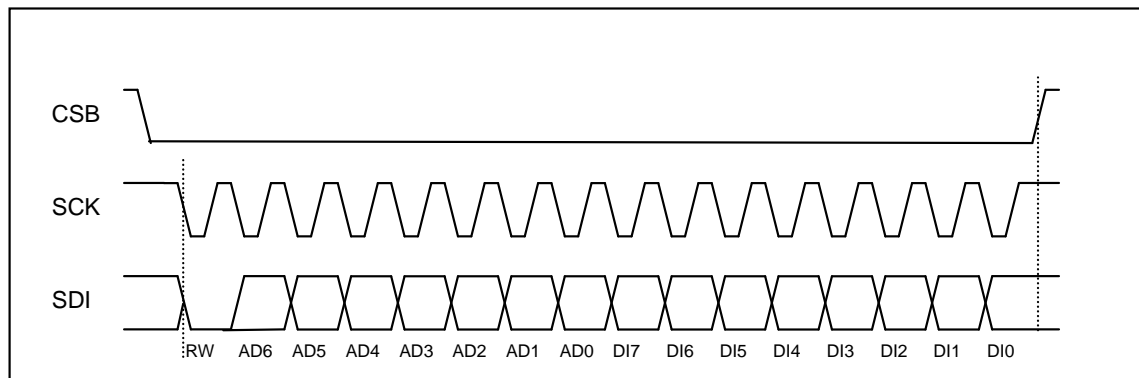 CSB
SCK
SDI
RW AD6 AD5 AD4 AD3 AD2 AD1 AD0 DI7 DI6 DI5 DI4 DI3 DI2 DI1 DI0